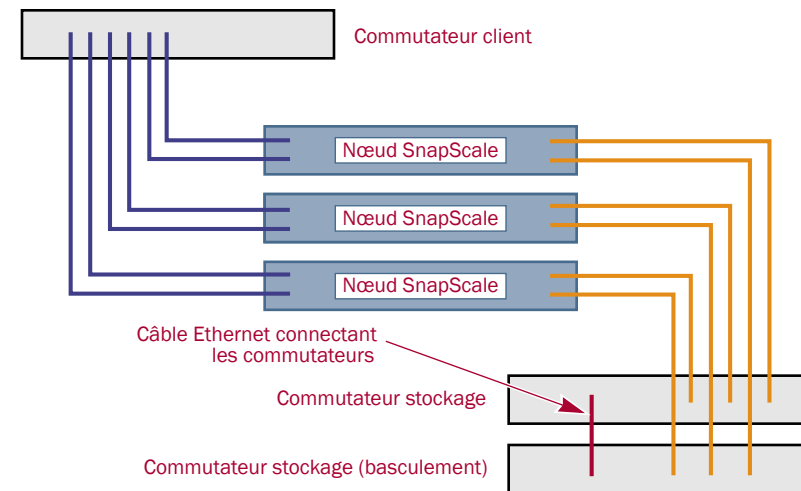 Commutateur client
Nœud SnapScale
Nœud SnapScale
Nœud SnapScale
Câble Ethernet connectant
les commutateurs
Commutateur stockage
Commutateur stockage (basculement)